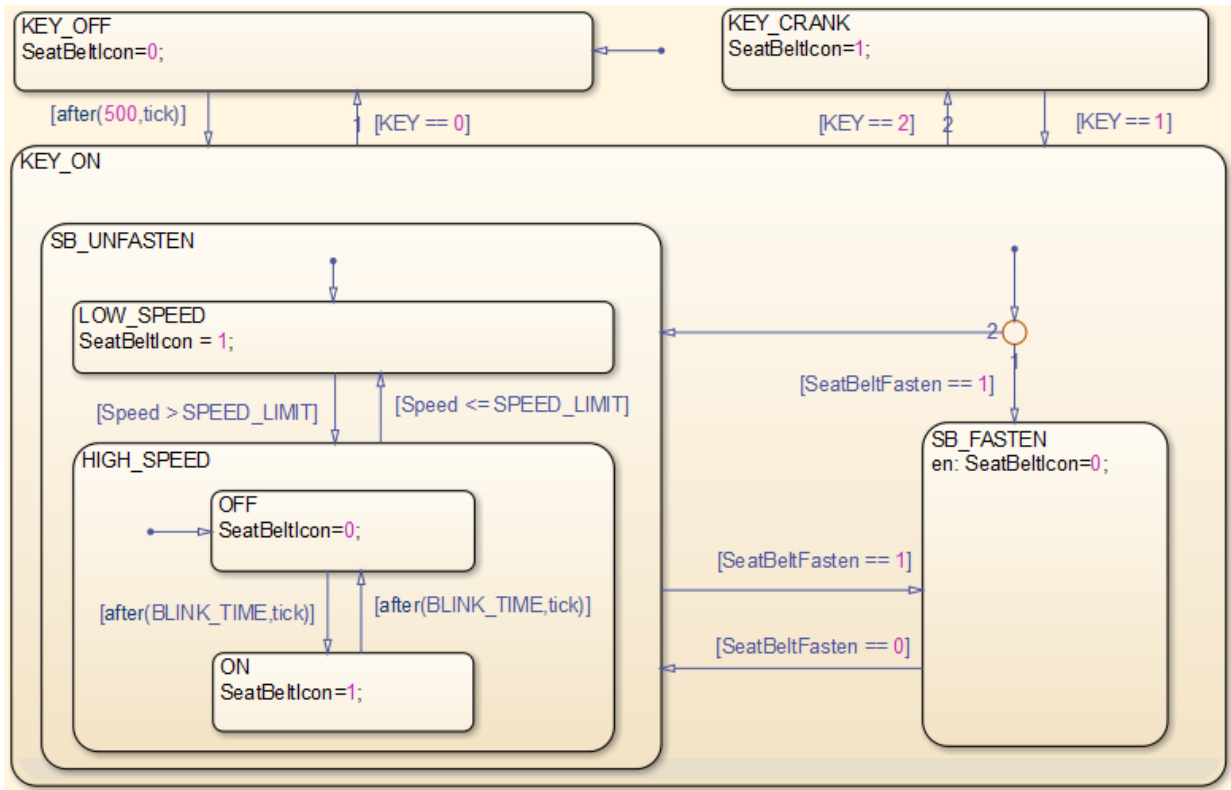 KEY_OFF
SeatBeltIcon=0;
KEY_CRANK
SeatBeltIcon=1;
[after(500,tick)]
1
[KEY == 0]
[KEY == 2]
2
[KEY == 1]
KEY_ON
SB_UNFASTEN
LOW_SPEED
SeatBeltIcon = 1;
2
1
[SeatBeltFasten == 1]
[Speed > SPEED_LIMIT]
[Speed <= SPEED_LIMIT]
SB_FASTEN
en: SeatBeltIcon=0;
HIGH_SPEED
OFF
SeatBeltIcon=0;
[SeatBeltFasten == 1]
[after(BLINK_TIME,tick)]
[after(BLINK_TIME,tick)]
[SeatBeltFasten == 0]
ON
SeatBeltIcon=1;